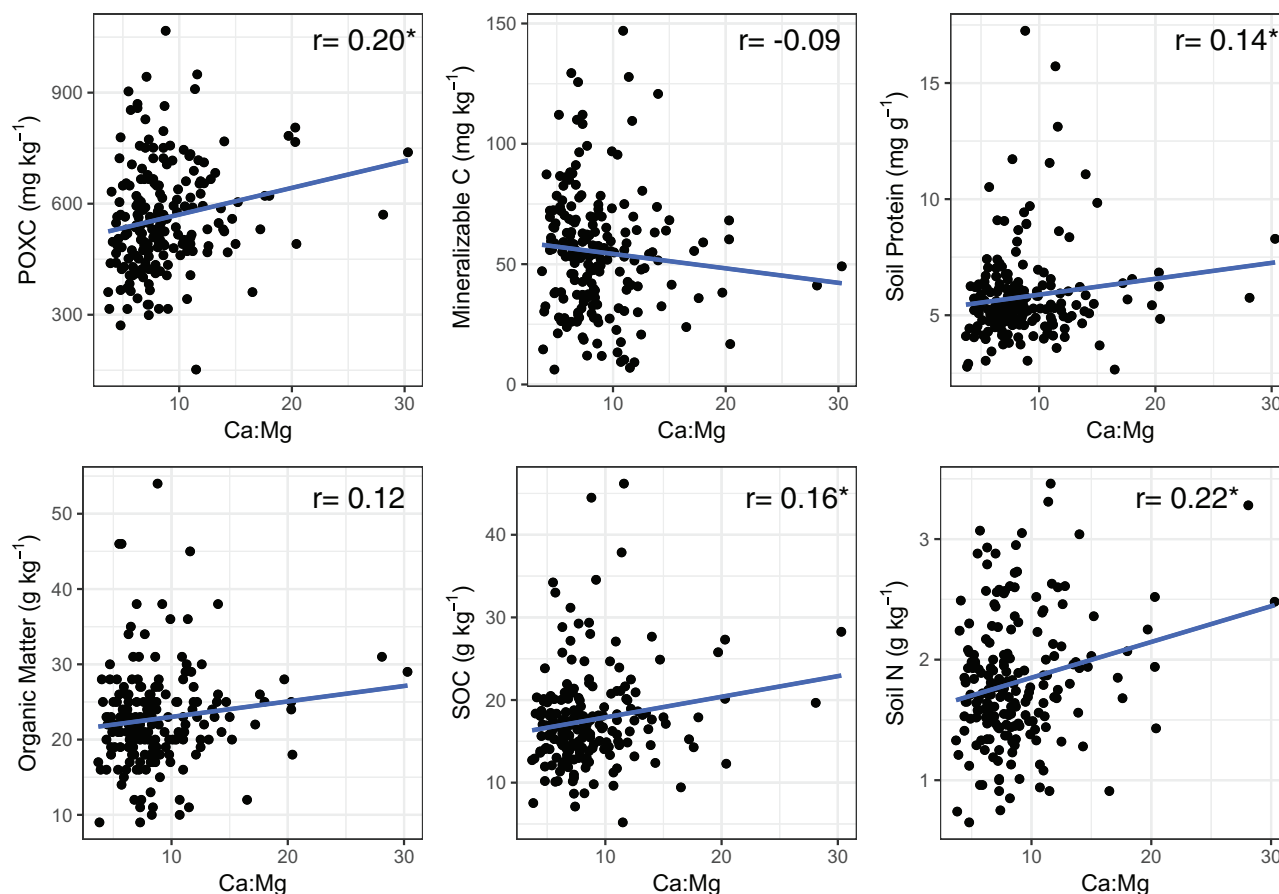 r= 0.20*
POXC (mg kg⁻¹)
900
600
300
10
20
30
Ca:Mg
r= -0.09
Mineralizable C (mg kg⁻¹)
150
100
50
0
10
20
30
Ca:Mg
r= 0.14*
Soil Protein (mg g⁻¹)
15
10
5
10
20
30
Ca:Mg
r= 0.12
Organic Matter (g kg⁻¹)
50
40
30
20
10
10
20
30
Ca:Mg
r= 0.16*
SOC (g kg⁻¹)
40
30
20
10
10
20
30
Ca:Mg
r= 0.22*
Soil N (g kg⁻¹)
3
2
1
10
20
30
Ca:Mg